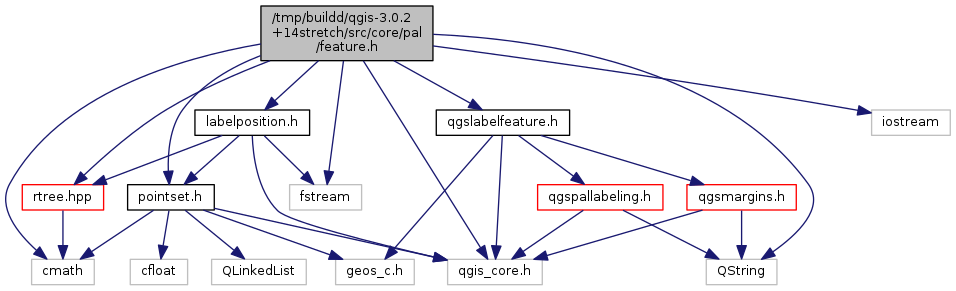 /tmp/buildd/qgis-3.0.2
+14stretch/src/core/pal
/feature.h
labelposition.h
qgslabelfeature.h
iostream
rtree.hpp
pointset.h
fstream
qgspallabeling.h
qgsmargins.h
cmath
cfloat
QLinkedList
geos_c.h
qgis_core.h
QString